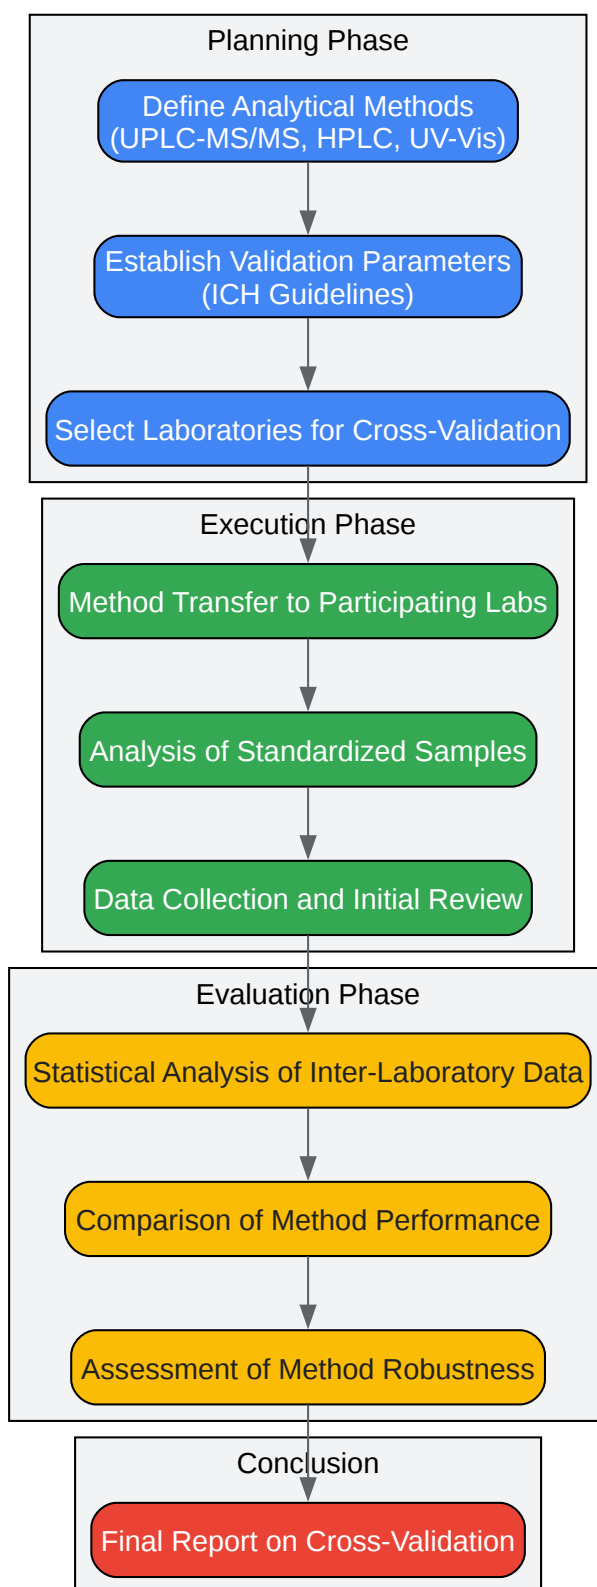 Planning Phase
Define Analytical Methods
(UPLC-MS/MS, HPLC, UV-Vis)
Establish Validation Parameters
(ICH Guidelines)
Select Laboratories for Cross-Validation
Execution Phase
Method Transfer to Participating Labs
Analysis of Standardized Samples
Data Collection and Initial Review
Evaluation Phase
Statistical Analysis of Inter-Laboratory Data
Comparison of Method Performance
Assessment of Method Robustness
Conclusion
Final Report on Cross-Validation